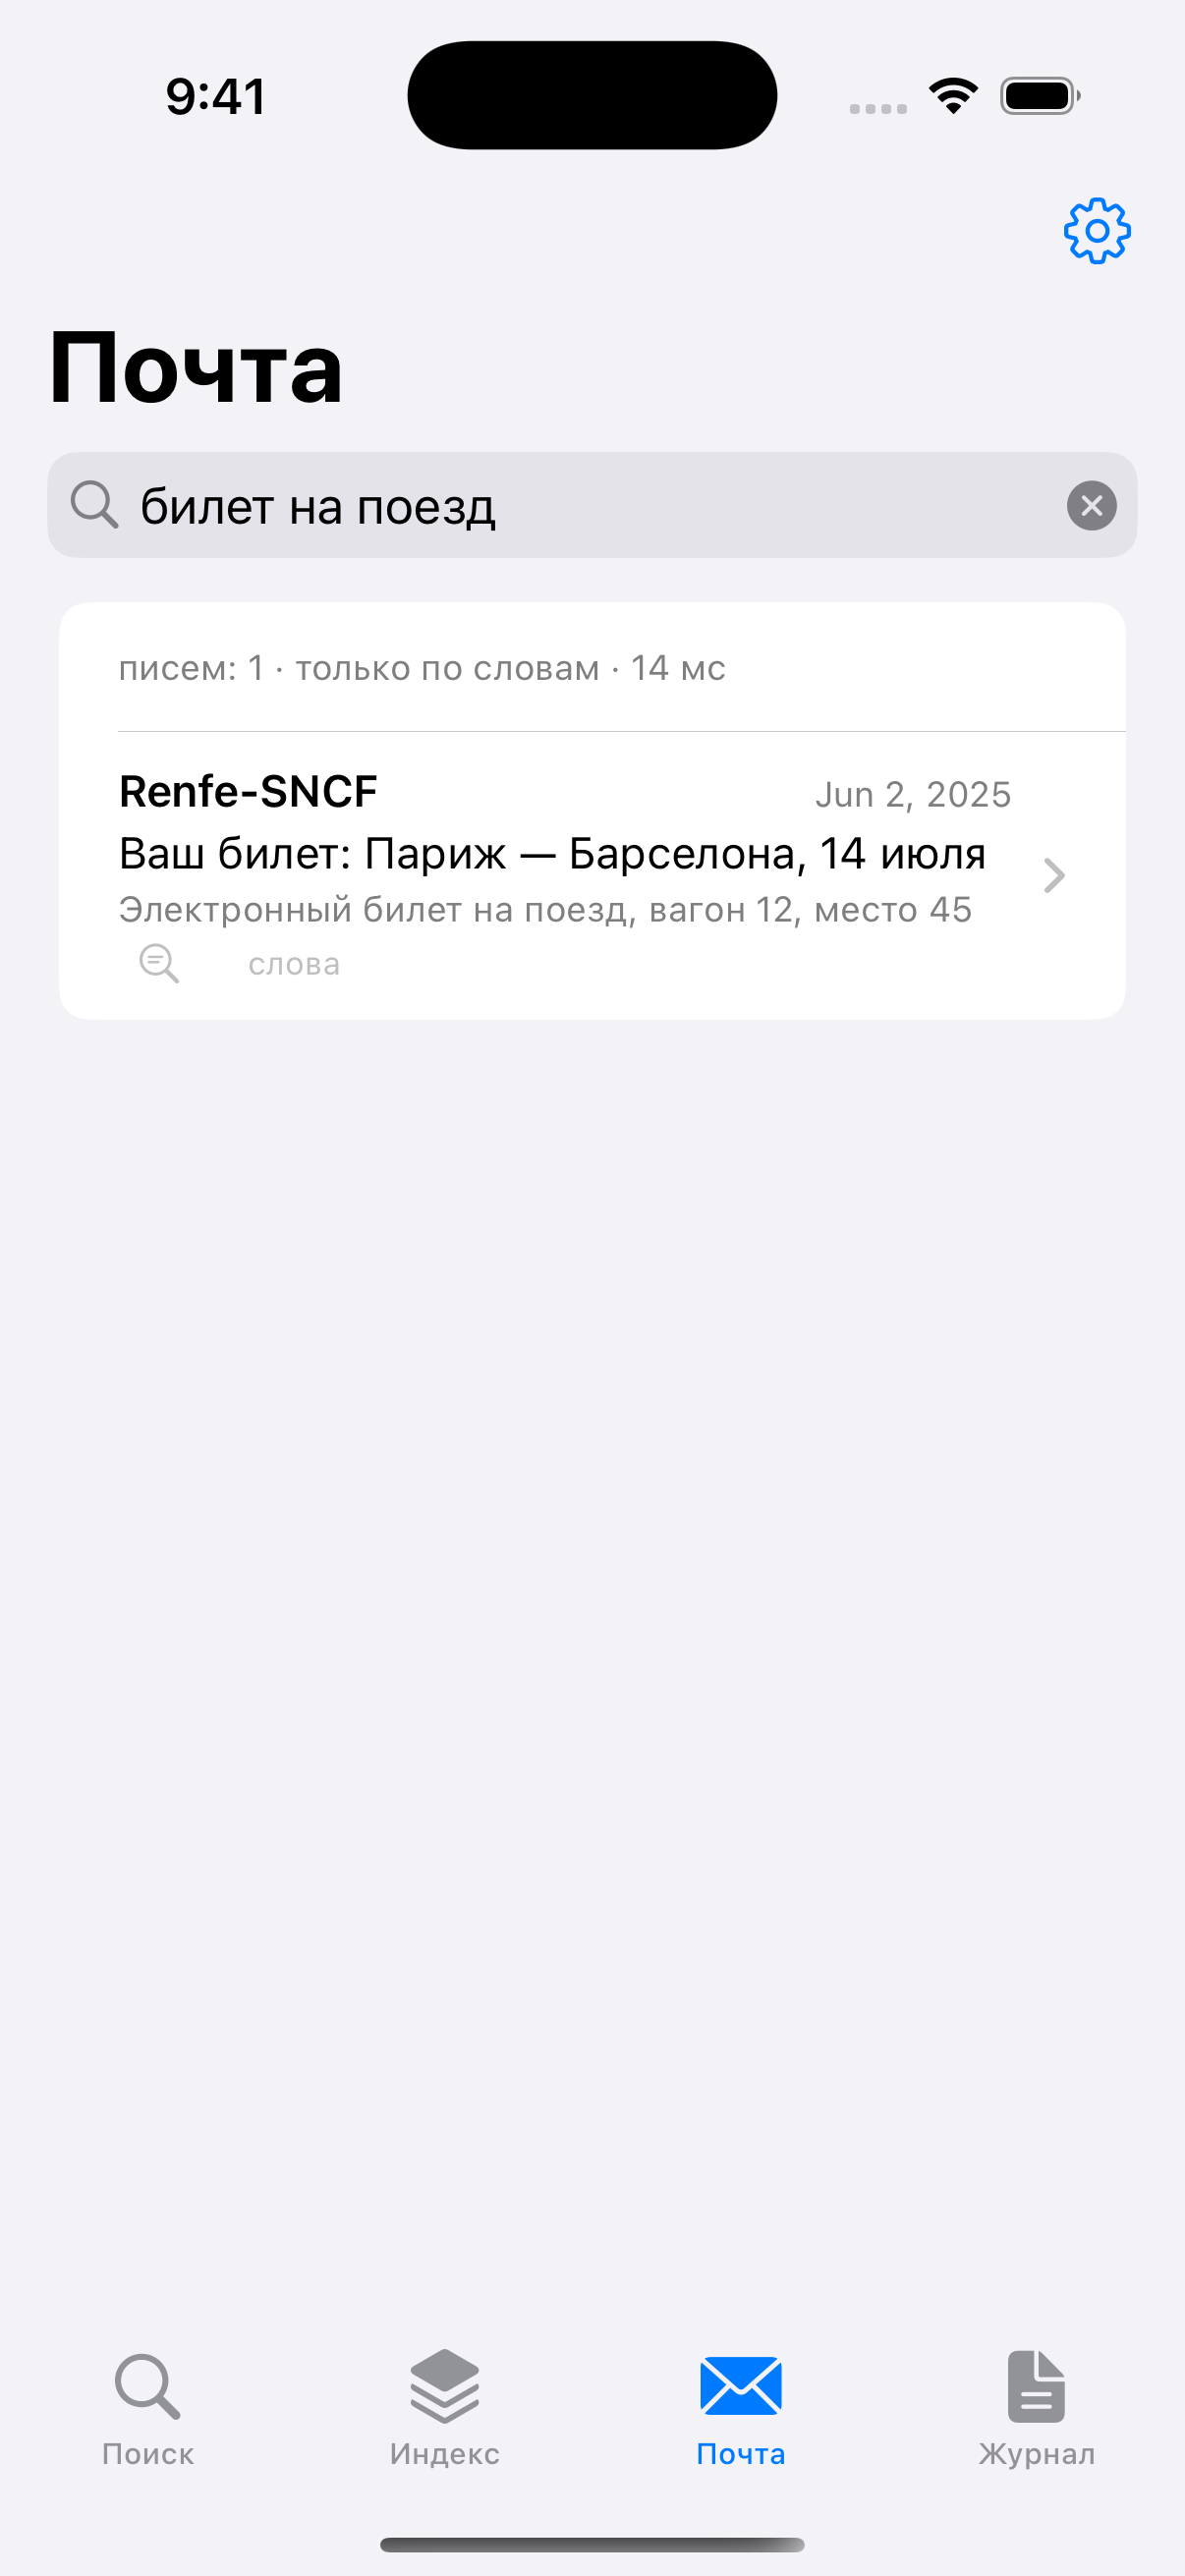 9:41
Почта
билет на поезд
писем: 1 · только по словам · 14 мс
Renfe-SNCF
Jun 2, 2025
Ваш билет: Париж — Барселона, 14 июля
Электронный билет на поезд, вагон 12, место 45
слова
Поиск
Индекс
Почта
Журнал